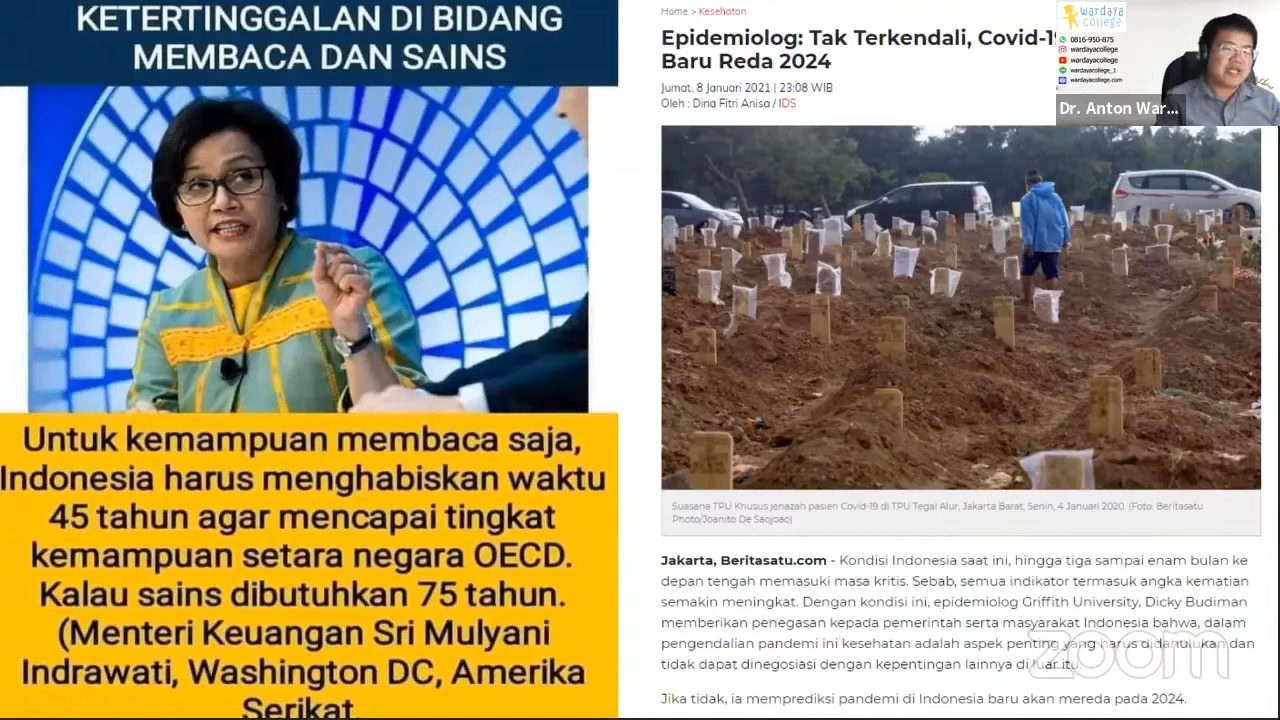 KETERTINGGALAN DI BIDANG
MEMBACA DAN SAINS
Untuk kemampuan membaca saja,
Indonesia harus menghabiskan waktu
45 tahun agar mencapai tingkat
kemampuan setara negara OECD.
Kalau sains dibutuhkan 75 tahun.
(Menteri Keuangan Sri Mulyani
Indrawati, Washington DC, Amerika
Serikat.
Home > Kesehatan
Epidemiolog: Tak Terkendali, Covid-19
Baru Reda 2024
Jumat, 8 Januari 2021 | 23:08 WIB
Oleh : Dina Fitri Anisa / IDS
Suasana TPU Khusus jenazah pasien Covid-19 di TPU Tegal Alur, Jakarta Barat, Senin, 4 Januari 2020. (Foto: Beritasatu
Photo/Joanito De Saojoao)
Jakarta, Beritasatu.com - Kondisi Indonesia saat ini, hingga tiga sampai enam bulan ke
depan tengah memasuki masa kritis. Sebab, semua indikator termasuk angka kematian
semakin meningkat. Dengan kondisi ini, epidemiolog Griffith University, Dicky Budiman
memberikan penegasan kepada pemerintah serta masyarakat Indonesia bahwa, dalam
pengendalian pandemi ini kesehatan adalah aspek penting yang harus didahulukan dan
tidak dapat dinegosiasi dengan kepentingan lainnya di luar itu.
Jika tidak, ia memprediksi pandemi di Indonesia baru akan mereda pada 2024.
wardaya
college
0816-950-875
wardayacollege
wardayacollege
wardayacollege_1
wardayacollege.com
Dr. Anton War...
zoom